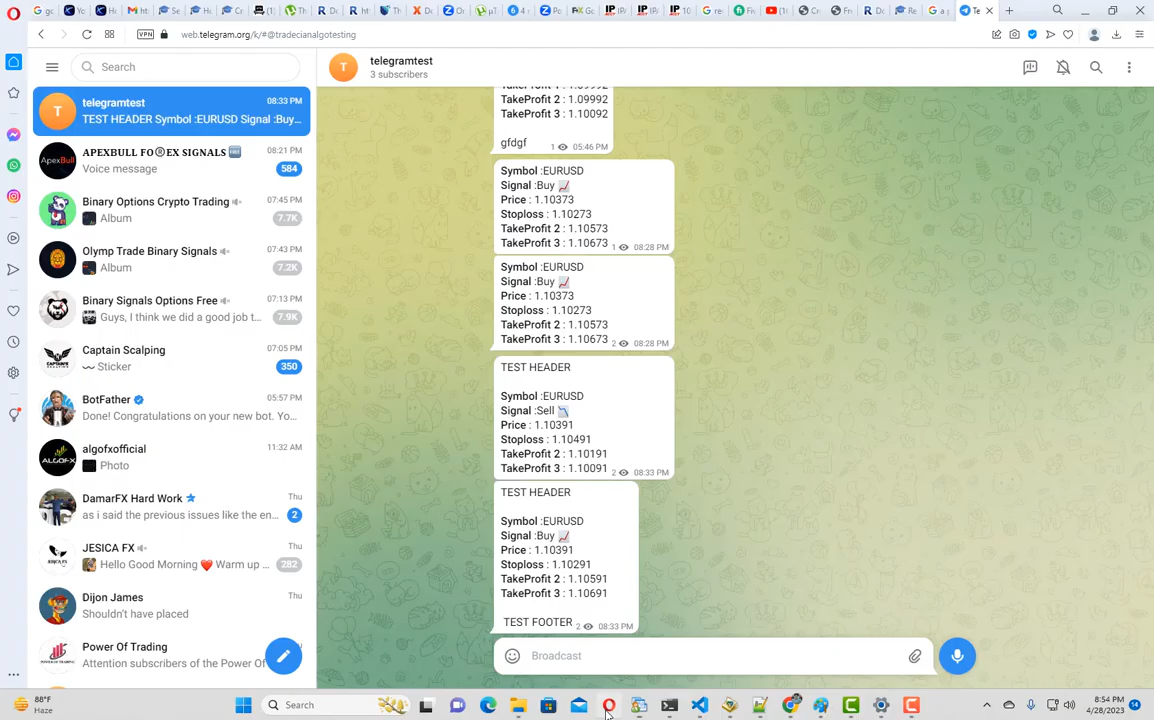 web.telegram.org/k/#@tradecianalgotesting
VPN
Search
telegramtest
08:33 PM
TEST HEADER Symbol :EURUSD Signal :Buy...
APEXBULL FO®EX SIGNALS
08:21 PM
Voice message
584
Binary Options Crypto Trading
07:45 PM
Album
7.7K
Olymp Trade Binary Signals
07:43 PM
Album
7.2K
Binary Signals Options Free
07:13 PM
Guys, I think we did a good job t...
7.9K
Captain Scalping
07:05 PM
Sticker
350
BotFather
05:57 PM
Done! Congratulations on your new bot. Yo...
algofxofficial
11:32 AM
Photo
DamarFX Hard Work
Thu
as i said the previous issues like the en...
2
JESICA FX
Thu
Hello Good Morning ❤️ Warm up ...
282
Dijon James
Thu
Shouldn't have placed
Power Of Trading
Attention subscribers of the Power Of
T
telegramtest
3 subscribers
TakeProfit 2 : 1.09992
TakeProfit 3 : 1.10092
gfdgf
1 05:46 PM
Symbol :EURUSD
Signal :Buy 📈
Price : 1.10373
Stoploss : 1.10273
TakeProfit 2 : 1.10573
TakeProfit 3 : 1.10673
1 08:28 PM
Symbol :EURUSD
Signal :Buy 📈
Price : 1.10373
Stoploss : 1.10273
TakeProfit 2 : 1.10573
TakeProfit 3 : 1.10673
2 08:28 PM
TEST HEADER
Symbol :EURUSD
Signal :Sell 📉
Price : 1.10391
Stoploss : 1.10491
TakeProfit 2 : 1.10191
TakeProfit 3 : 1.10091
2 08:33 PM
TEST HEADER
Symbol :EURUSD
Signal :Buy 📈
Price : 1.10391
Stoploss : 1.10291
TakeProfit 2 : 1.10591
TakeProfit 3 : 1.10691
TEST FOOTER
2 08:33 PM
Broadcast
88°F
Haze
Search
8:54 PM
4/28/2023